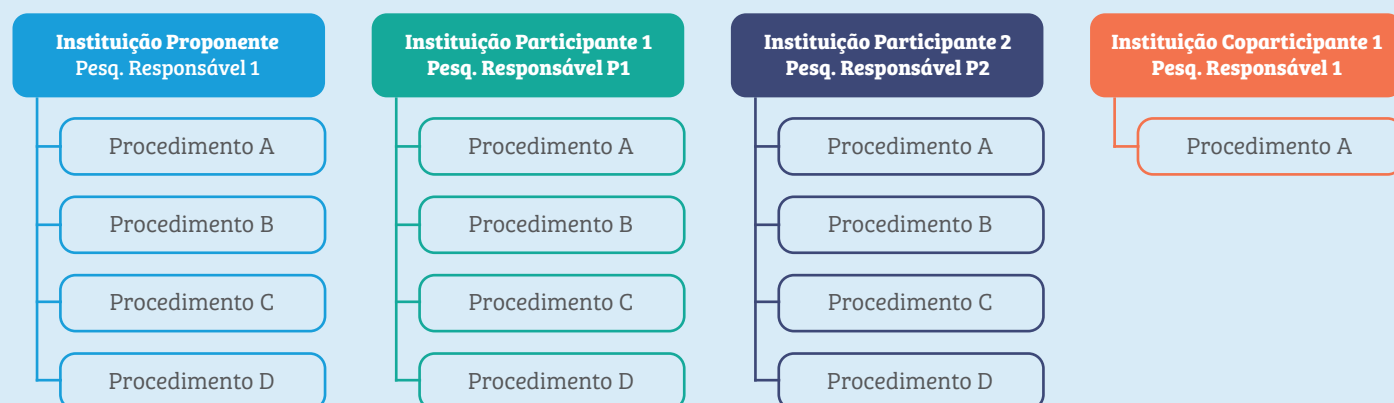 Instituição Proponente
Pesq. Responsável 1
Procedimento A
Procedimento B
Procedimento C
Procedimento D
Instituição Participante 1
Pesq. Responsável P1
Procedimento A
Procedimento B
Procedimento C
Procedimento D
Instituição Participante 2
Pesq. Responsável P2
Procedimento A
Procedimento B
Procedimento C
Procedimento D
Instituição Coparticipante 1
Pesq. Responsável 1
Procedimento A